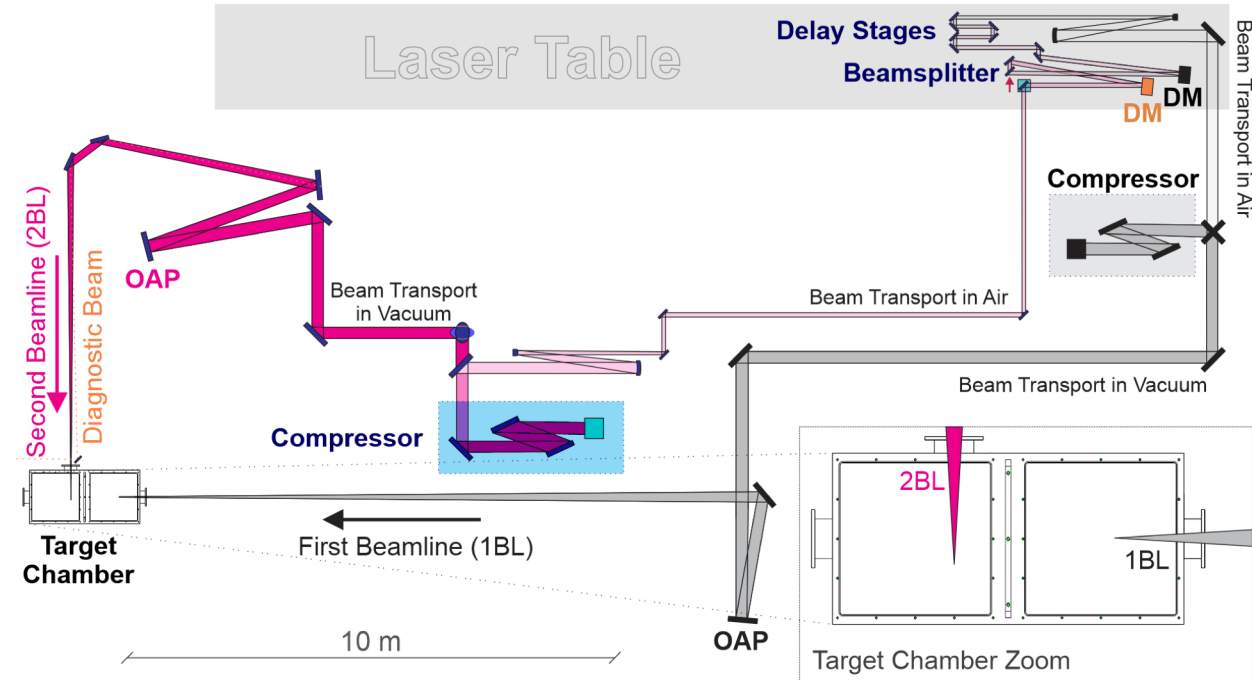 Laser Table
Delay Stages
Beamsplitter
DM
DM
Beam Transport in Air
Compressor
Second Beamline (2BL)
Diagnostic Beam
OAP
Beam Transport
in Vacuum
Beam Transport in Air
Beam Transport in Vacuum
Compressor
Target
Chamber
First Beamline (1BL)
OAP
10 m
2BL
1BL
Target Chamber Zoom